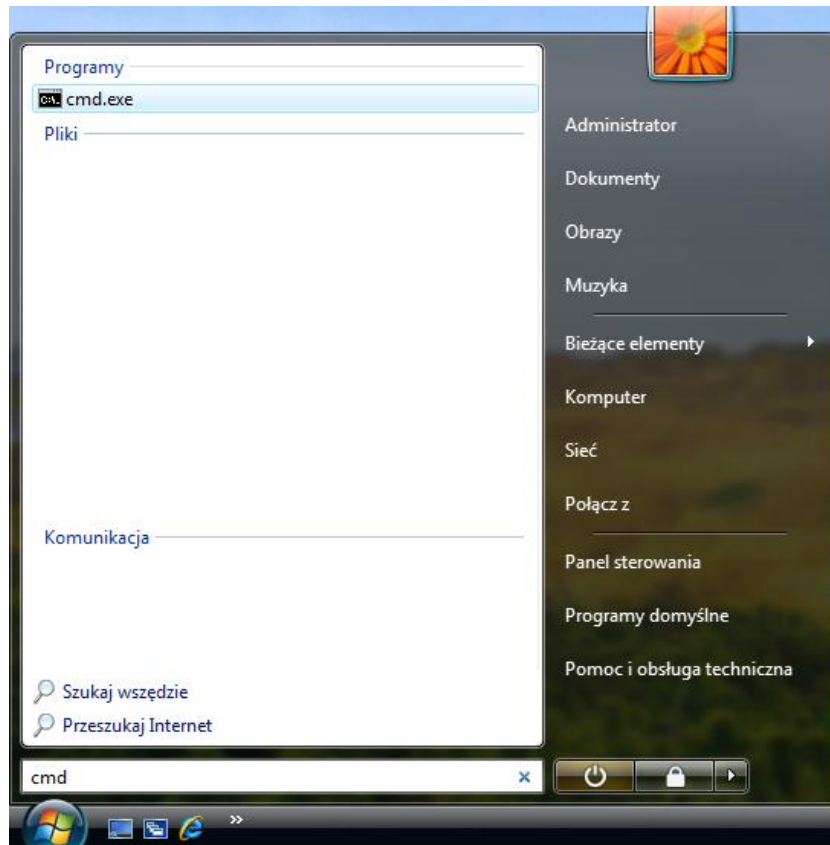 Programy
cmd.exe
Pliki
Komunikacja
Szukaj wszędzie
Przeszukaj Internet
cmd
Administrator
Dokumenty
Obrazy
Muzyka
Bieżące elementy
Komputer
Sieć
Połącz z
Panel sterowania
Programy domyślne
Pomoc i obsługa techniczna